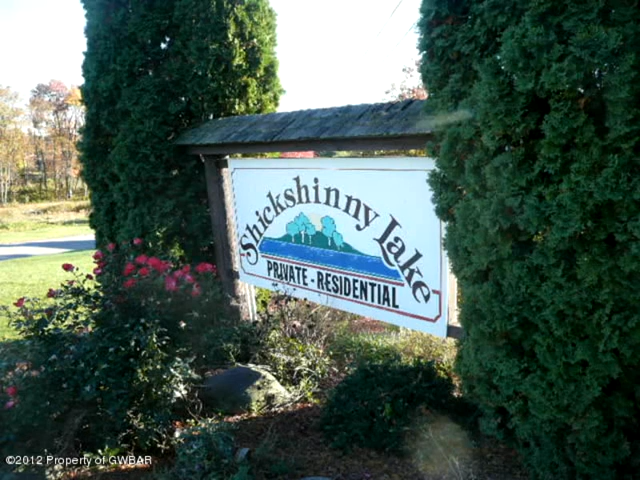 Shickshinny Lake
PRIVATE - RESIDENTIAL
©2012 Property of GWBAR